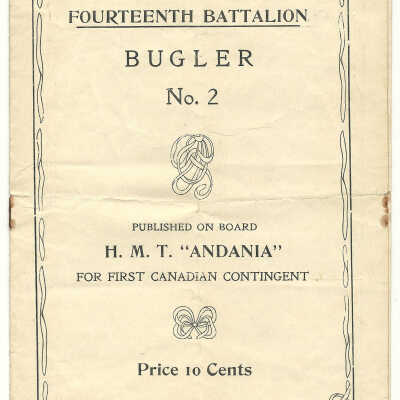 FOURTEENTH BATTALION
BUGLER
No. 2
PUBLISHED ON BOARD
H. M. T. "ANDANIA"
FOR FIRST CANADIAN CONTINGENT
Price 10 Cents